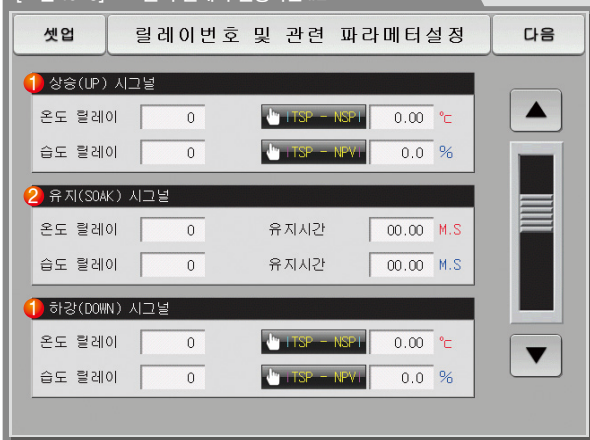 셋업
릴레이번호 및 관련 파라메터설정
다음
1 상승(UP) 시그널
온도 릴레이 0 |TSP - NSP| 0.00 ℃
습도 릴레이 0 |TSP - NPV| 0.0 %
2 유지(SOAK) 시그널
온도 릴레이 0 유지시간 00.00 M.S
습도 릴레이 0 유지시간 00.00 M.S
1 하강(DOWN) 시그널
온도 릴레이 0 |TSP - NSP| 0.00 ℃
습도 릴레이 0 |TSP - NPV| 0.0 %